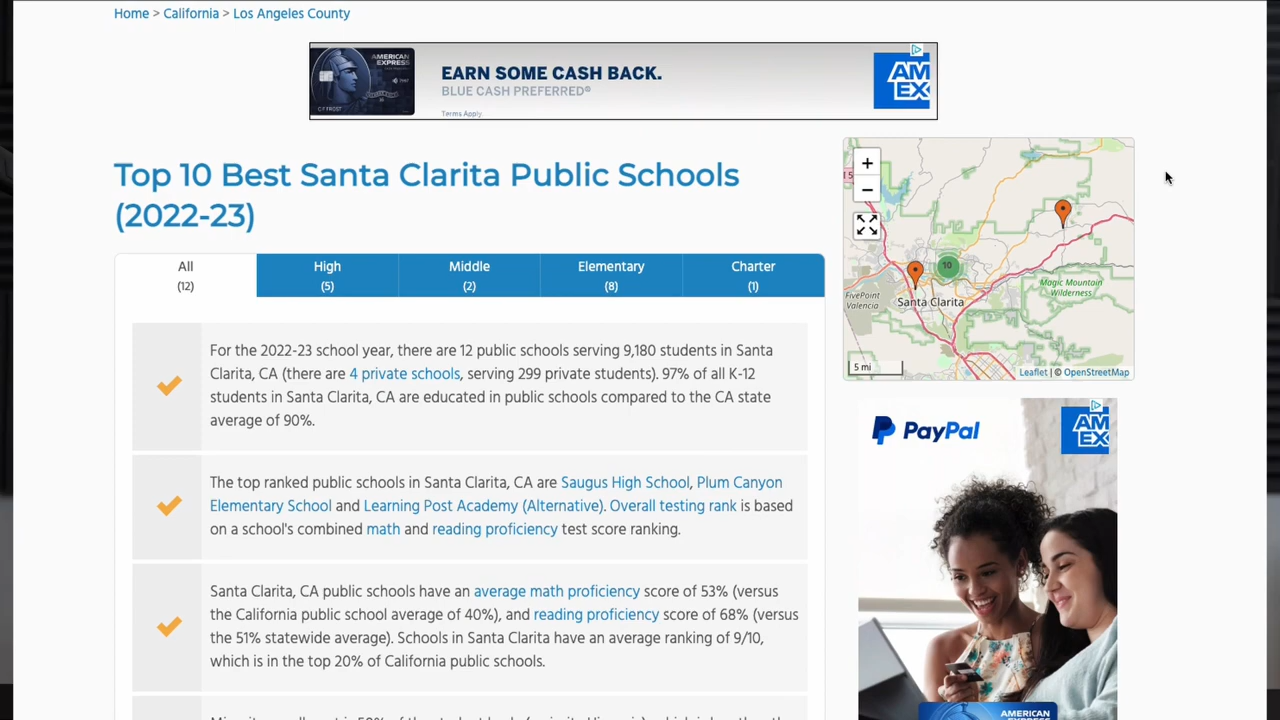 Home > California > Los Angeles County
AMERICAN
EXPRESS
C F FROST
EARN SOME CASH BACK.
BLUE CASH PREFERRED®
Terms Apply.
AM
EX
Top 10 Best Santa Clarita Public Schools
(2022-23)
+
−
5
10
Santa Clarita
FivePoint
Valencia
Magic Mountain
Wilderness
5 mi
Leaflet | © OpenStreetMap
All
(12)
High
(5)
Middle
(2)
Elementary
(8)
Charter
(1)
For the 2022-23 school year, there are 12 public schools serving 9,180 students in Santa
Clarita, CA (there are 4 private schools, serving 299 private students). 97% of all K-12
students in Santa Clarita, CA are educated in public schools compared to the CA state
average of 90%.
The top ranked public schools in Santa Clarita, CA are Saugus High School, Plum Canyon
Elementary School and Learning Post Academy (Alternative). Overall testing rank is based
on a school's combined math and reading proficiency test score ranking.
Santa Clarita, CA public schools have an average math proficiency score of 53% (versus
the California public school average of 40%), and reading proficiency score of 68% (versus
the 51% statewide average). Schools in Santa Clarita have an average ranking of 9/10,
which is in the top 20% of California public schools.
PayPal
AM
EX
AMERICAN